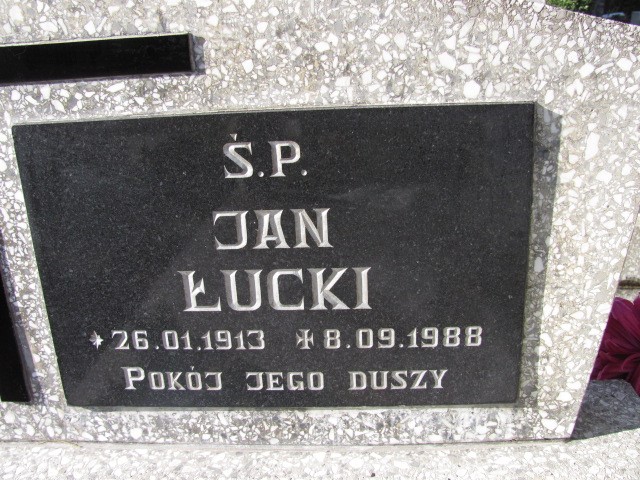 Ś.P.
JAN
ŁUCKI
* 26.01.1913 ✠ 8.09.1988
POKÓJ JEGO DUSZY